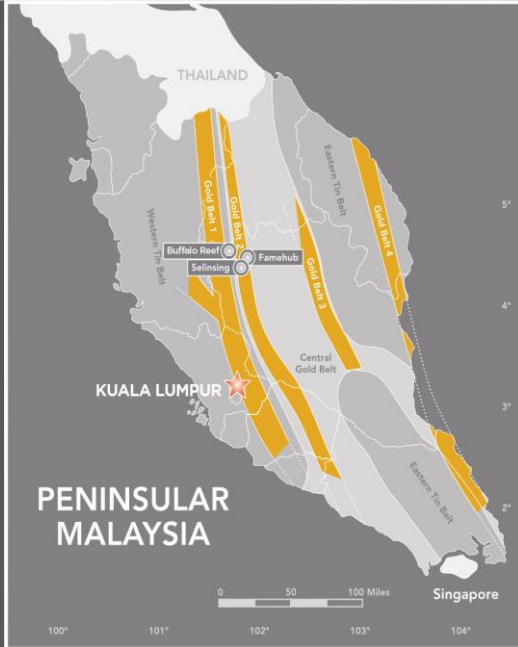 THAILAND
Eastern Tin Belt
5°
Gold Belt 1
Gold Belt 2
Gold Belt 4
Western Tin Belt
Buffalo Reef
Famehub
Selinsing
Gold Belt 3
4°
Central
Gold Belt
KUALA LUMPUR
3°
PENINSULAR
MALAYSIA
Eastern Tin Belt
2°
0 50 100 Miles
Singapore
100° 101° 102° 103° 104°